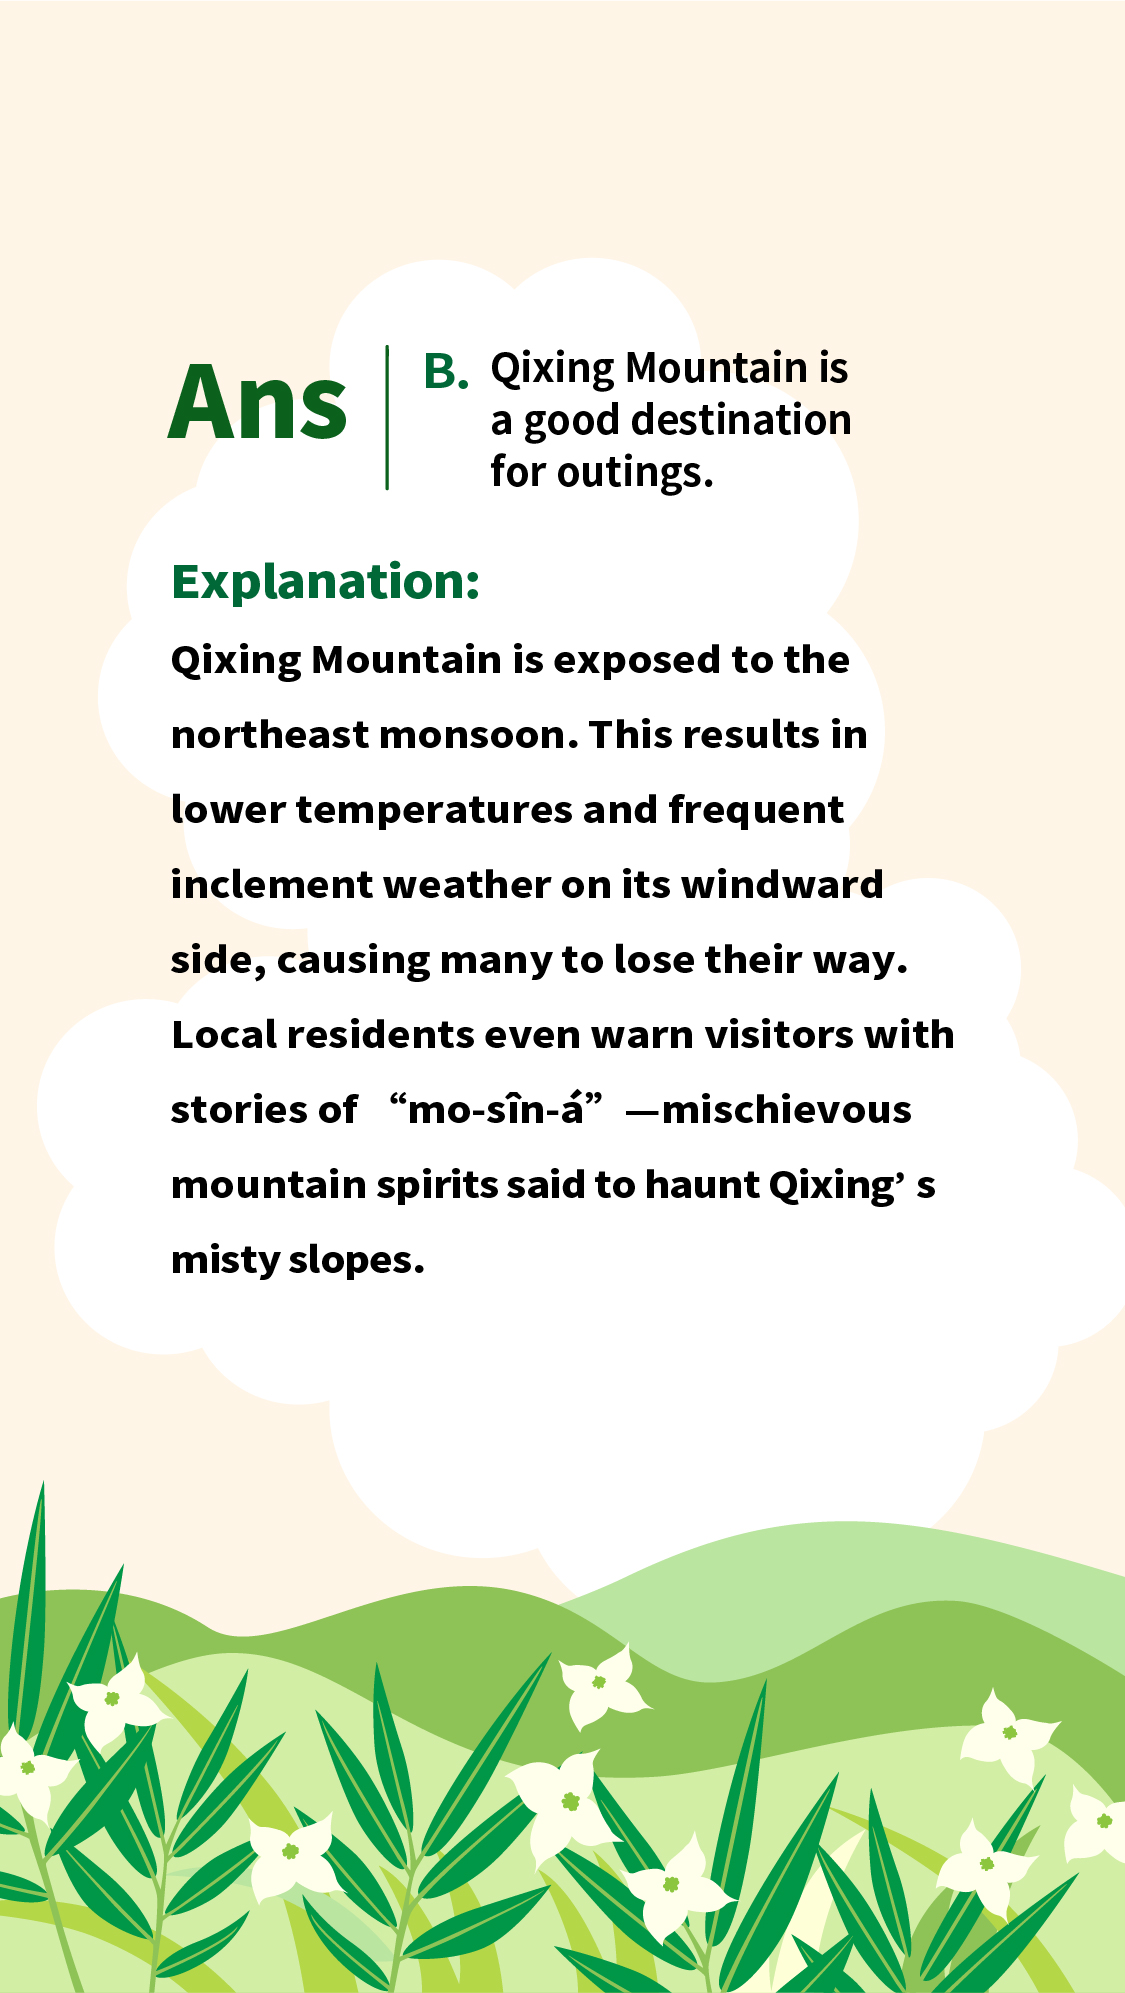 Ans
B. Qixing Mountain is
a good destination
for outings.
Explanation:
Qixing Mountain is exposed to the
northeast monsoon. This results in
lower temperatures and frequent
inclement weather on its windward
side, causing many to lose their way.
Local residents even warn visitors with
stories of “mo-sîn-á” —mischievous
mountain spirits said to haunt Qixing’ s
misty slopes.